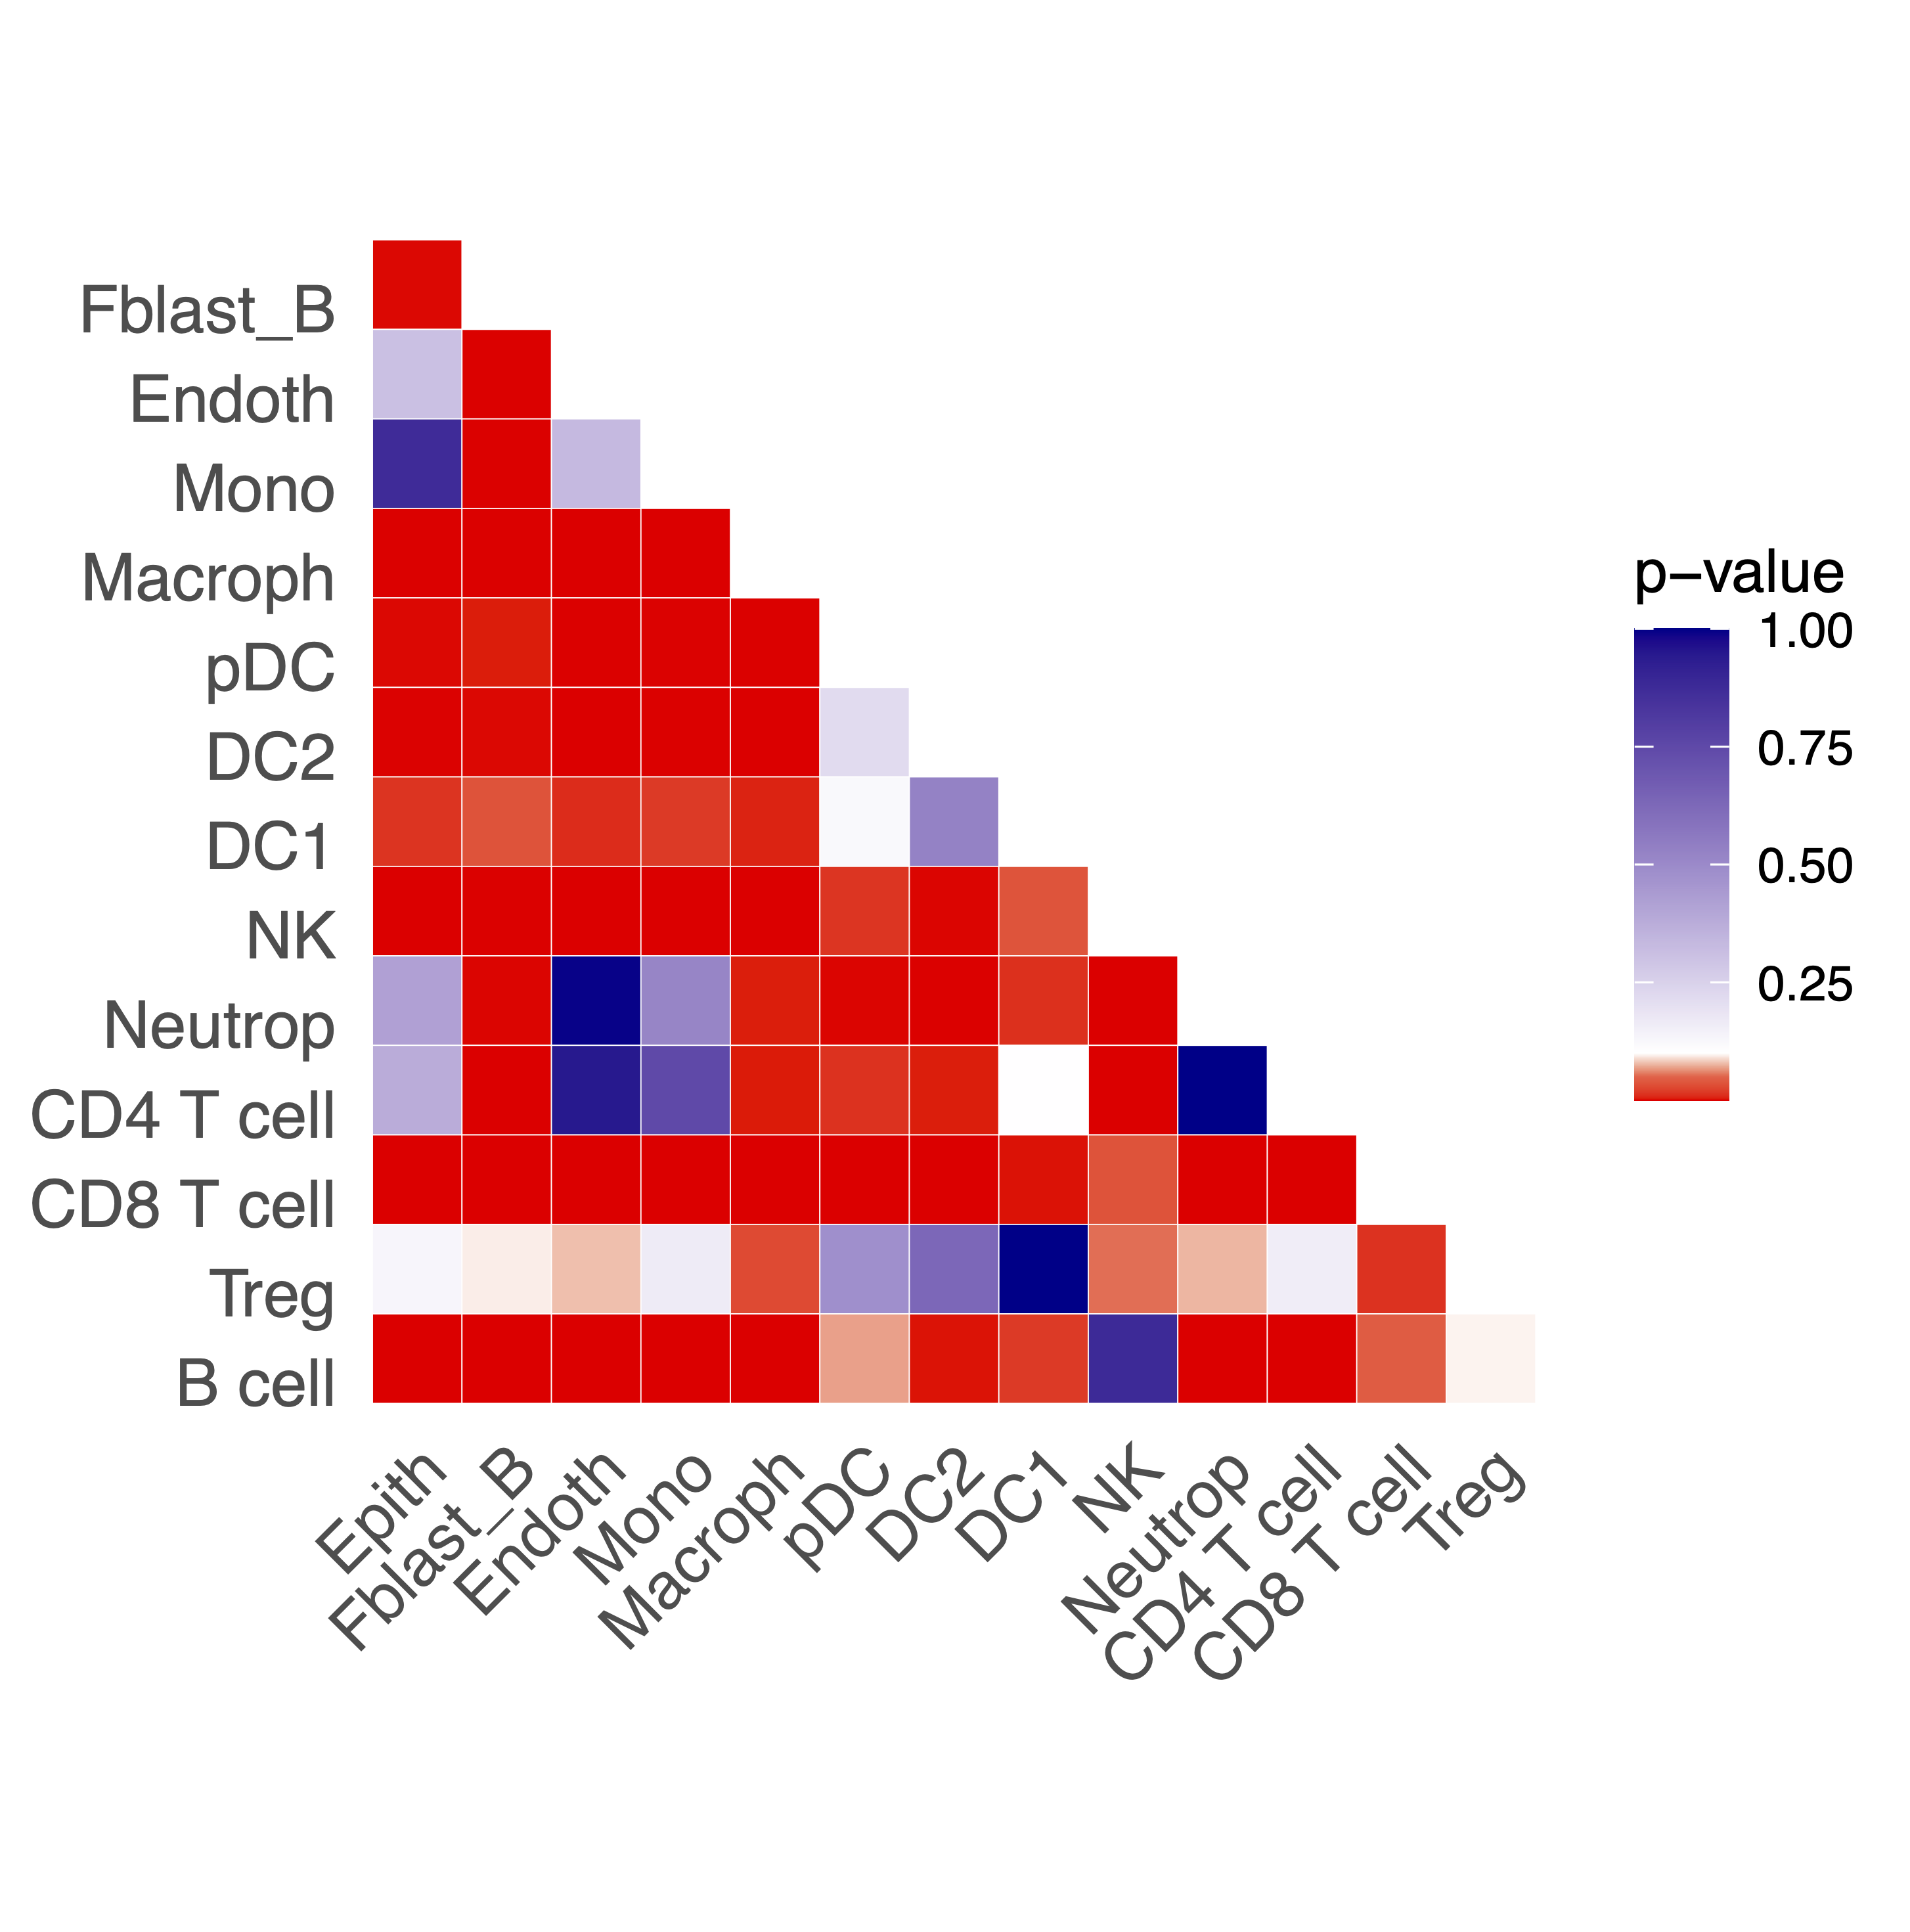 Fblast_B
Endoth
Mono
Macroph
pDC
DC2
DC1
NK
Neutrop
CD4 T cell
CD8 T cell
Treg
B cell
Epith
Fblast_B
Endoth
Mono
Macroph
pDC
DC2
DC1
NK
Neutrop
CD4 T cell
CD8 T cell
Treg
p−value
1.00
0.75
0.50
0.25